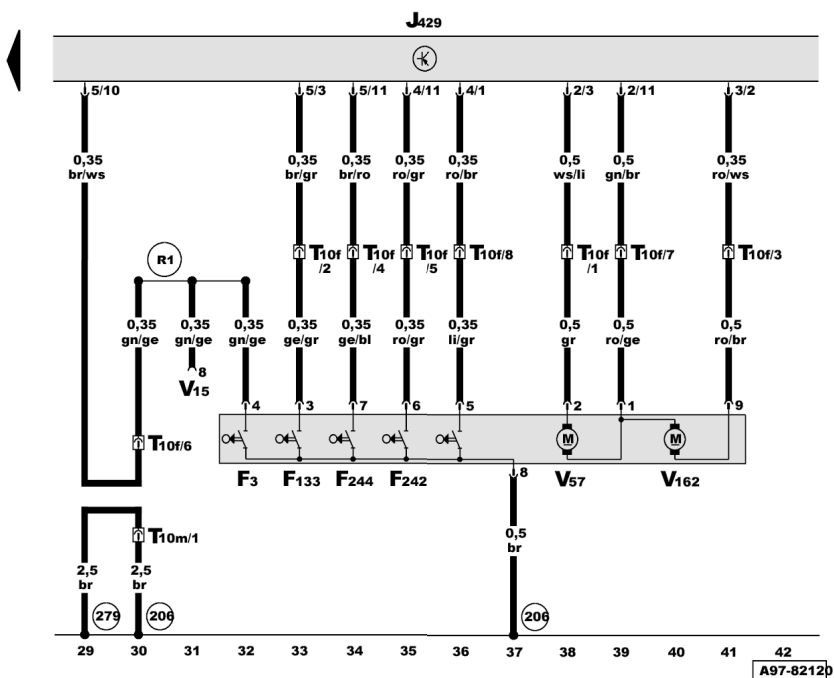 J429
5/10 5/3 5/11 4/11 4/1 2/3 2/11 3/2
0,35 0,35 0,35 0,35 0,35 0,5 0,5 0,35
br/ws br/gr br/ro ro/gr ro/br ws/li gn/br ro/ws
R1 T10f T10f T10f T10f/8 T10f T10f/7 T10f/3
/2 /4 /5 /1
0,35 0,35 0,35 0,35 0,35 0,35 0,35 0,5 0,5 0,5
gn/ge gn/ge gn/ge ge/gr ge/bl ro/gr li/gr gr ro/ge ro/br
8
V15
4 3 7 6 5 2 1 9
T10f/6 M M
F3 F133 F244 F242 8 V57 V162
T10m/1 0,5
br
2,5 2,5
br br
279 206 206
29 30 31 32 33 34 35 36 37 38 39 40 41 42
A97-82120